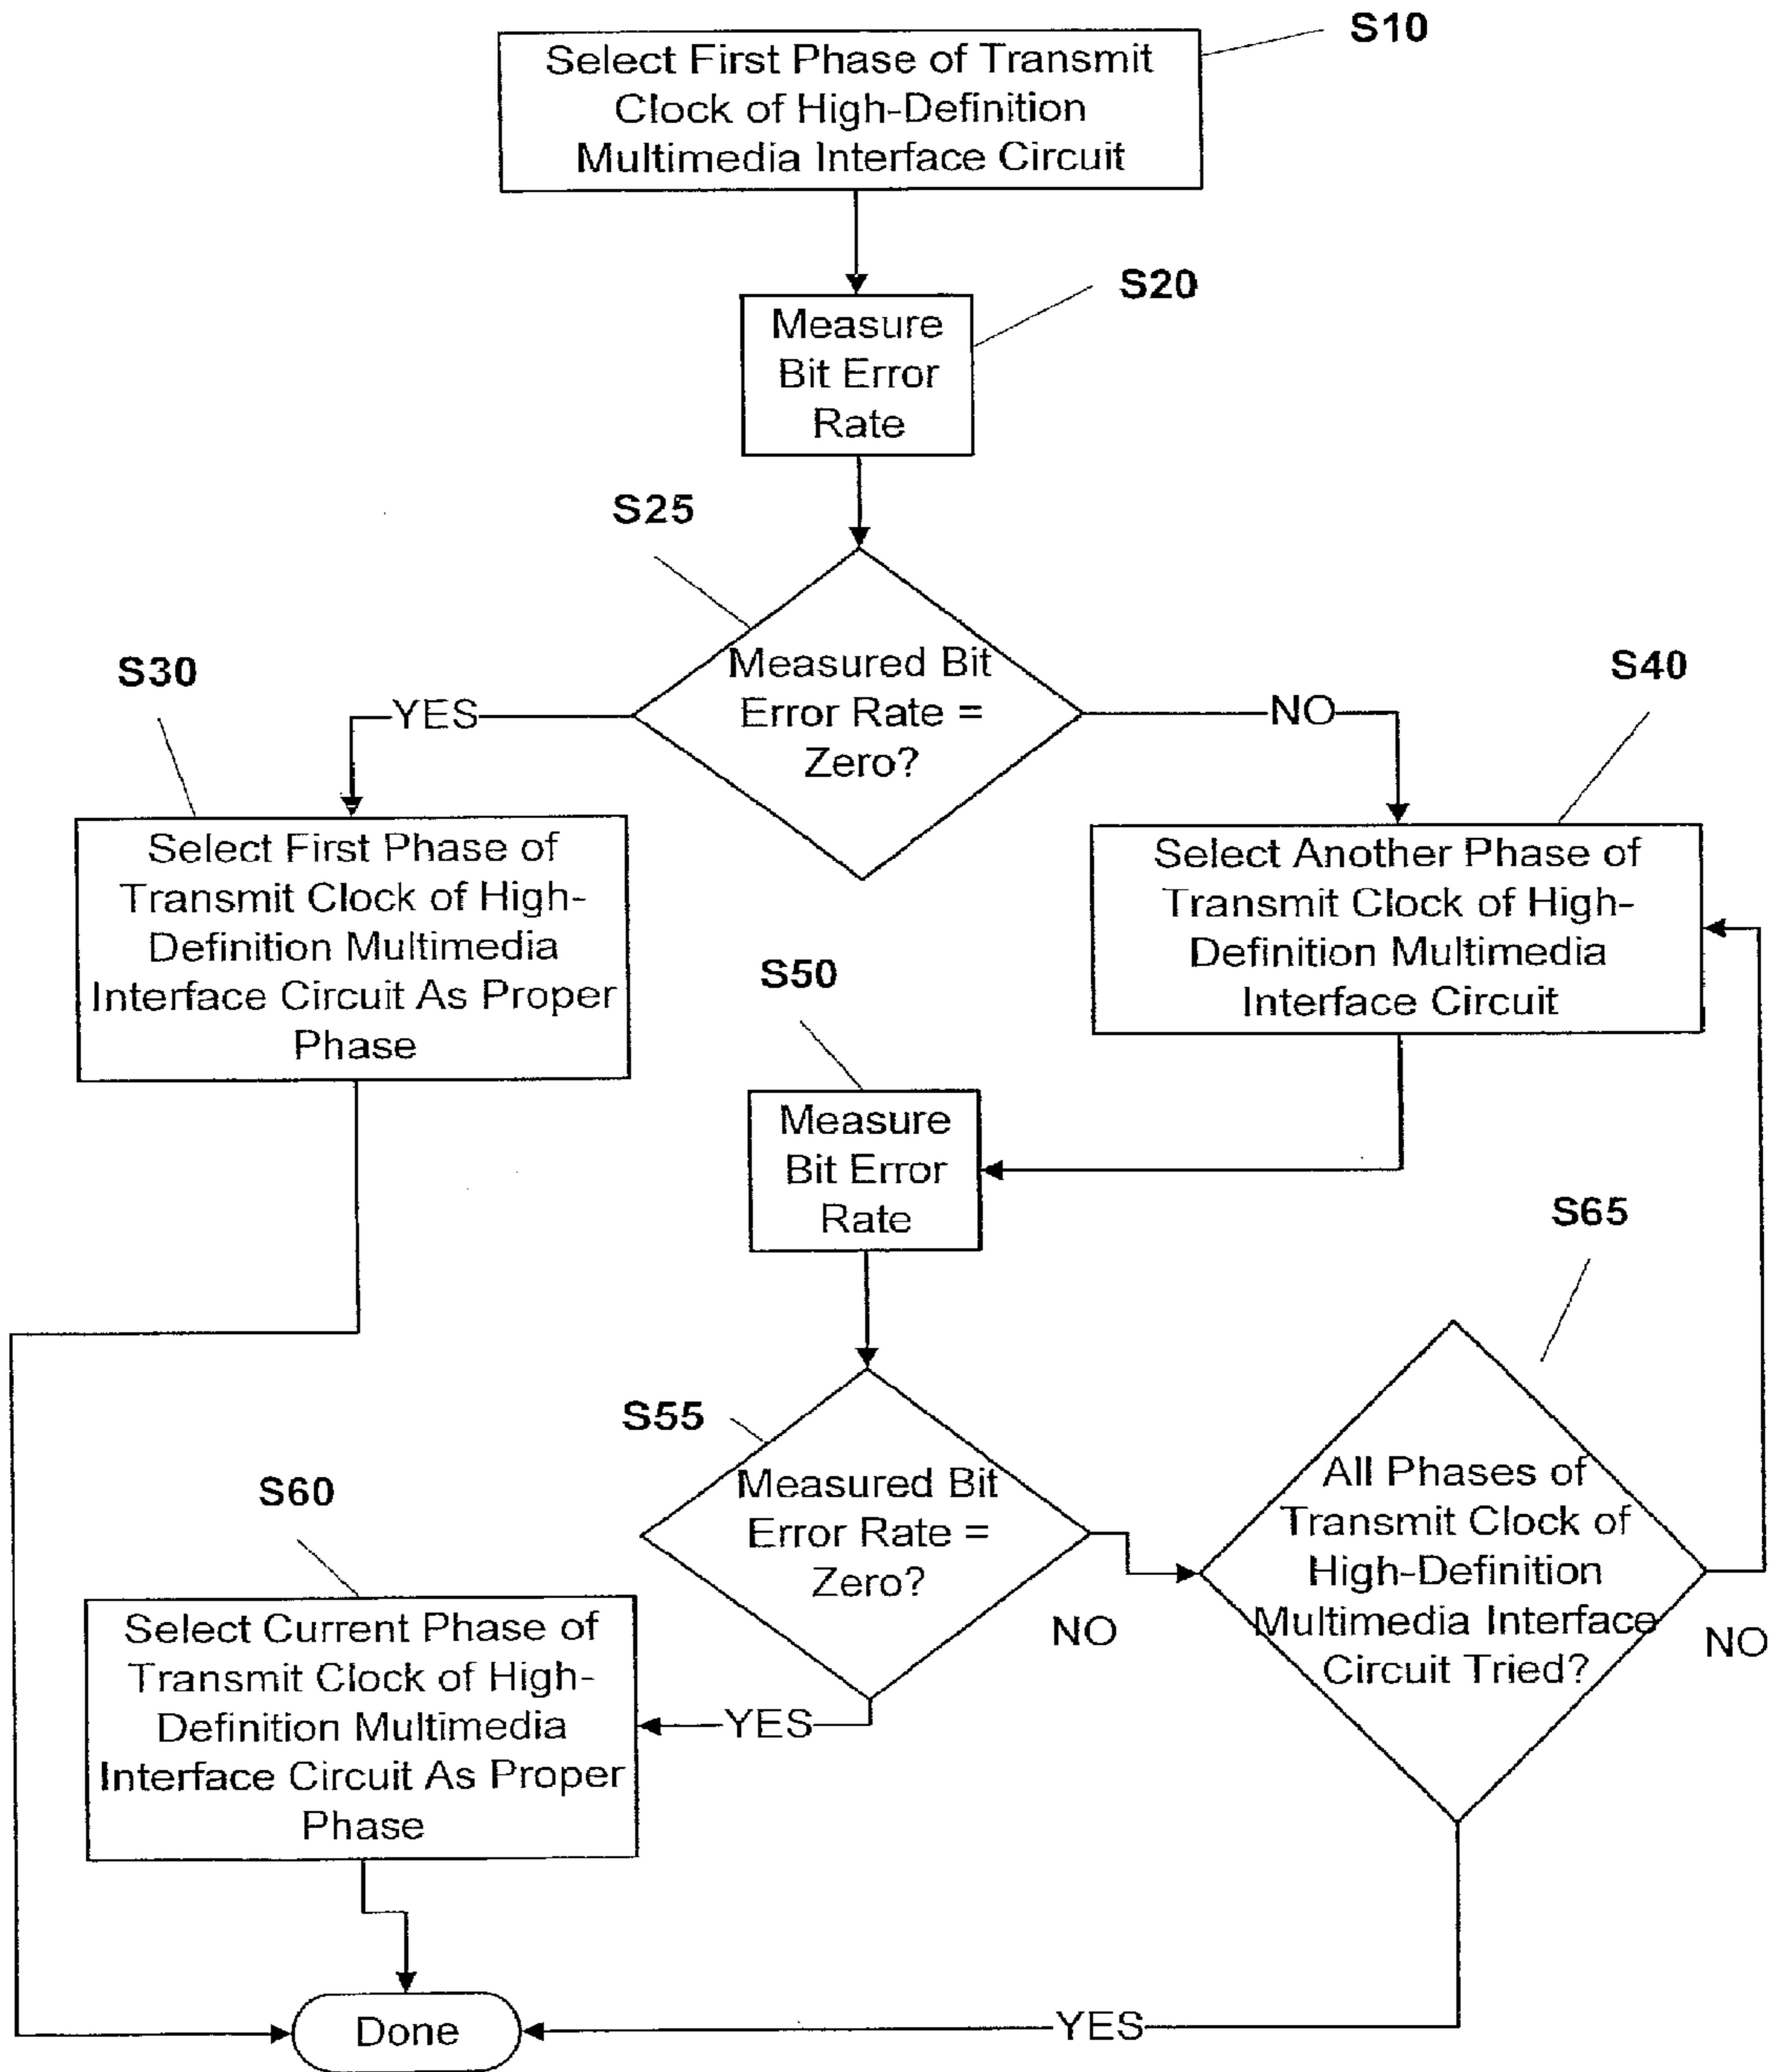 S10
Select First Phase of Transmit
Clock of High-Definition
Multimedia Interface Circuit
S20
Measure
Bit Error
Rate
S25
Measured Bit
Error Rate =
Zero?
YES
NO
S30
Select First Phase of
Transmit Clock of High-
Definition Multimedia
Interface Circuit As Proper
Phase
S40
Select Another Phase of
Transmit Clock of High-
Definition Multimedia
Interface Circuit
S50
Measure
Bit Error
Rate
S55
Measured Bit
Error Rate =
Zero?
NO
YES
S65
All Phases of
Transmit Clock of
High-Definition
Multimedia Interface
Circuit Tried?
NO
S60
Select Current Phase of
Transmit Clock of High-
Definition Multimedia
Interface Circuit As Proper
Phase
Done
YES